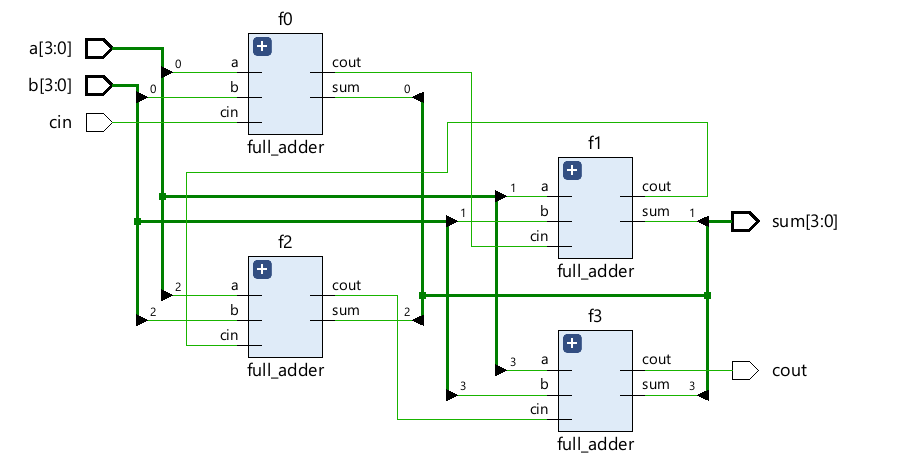 f0
a[3:0]
0
a
cout
b[3:0]
0
b
sum
0
cin
cin
full_adder
f1
1
a
cout
1
b
sum
1
sum[3:0]
cin
full_adder
f2
2
a
cout
2
b
sum
2
cin
full_adder
f3
3
a
cout
cout
3
b
sum
3
cin
full_adder